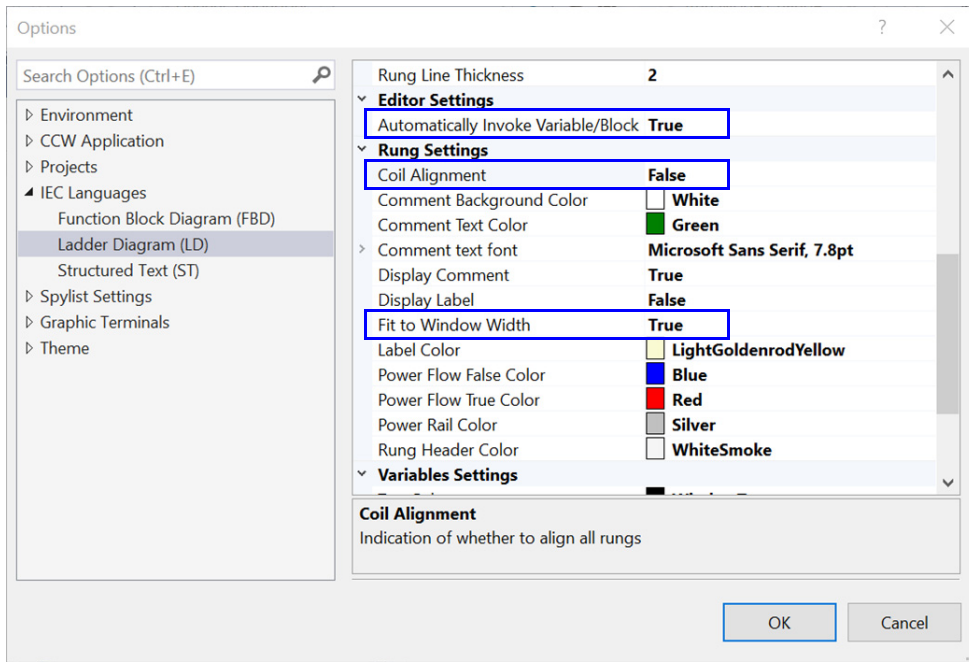 Options
?
Search Options (Ctrl+E)
Environment
CCW Application
Projects
IEC Languages
Function Block Diagram (FBD)
Ladder Diagram (LD)
Structured Text (ST)
Spylist Settings
Graphic Terminals
Theme
Rung Line Thickness 2
Editor Settings
Automatically Invoke Variable/Block True
Rung Settings
Coil Alignment False
Comment Background Color White
Comment Text Color Green
Comment text font Microsoft Sans Serif, 7.8pt
Display Comment True
Display Label False
Fit to Window Width True
Label Color LightGoldenrodYellow
Power Flow False Color Blue
Power Flow True Color Red
Power Rail Color Silver
Rung Header Color WhiteSmoke
Variables Settings
Coil Alignment
Indication of whether to align all rungs
OK Cancel